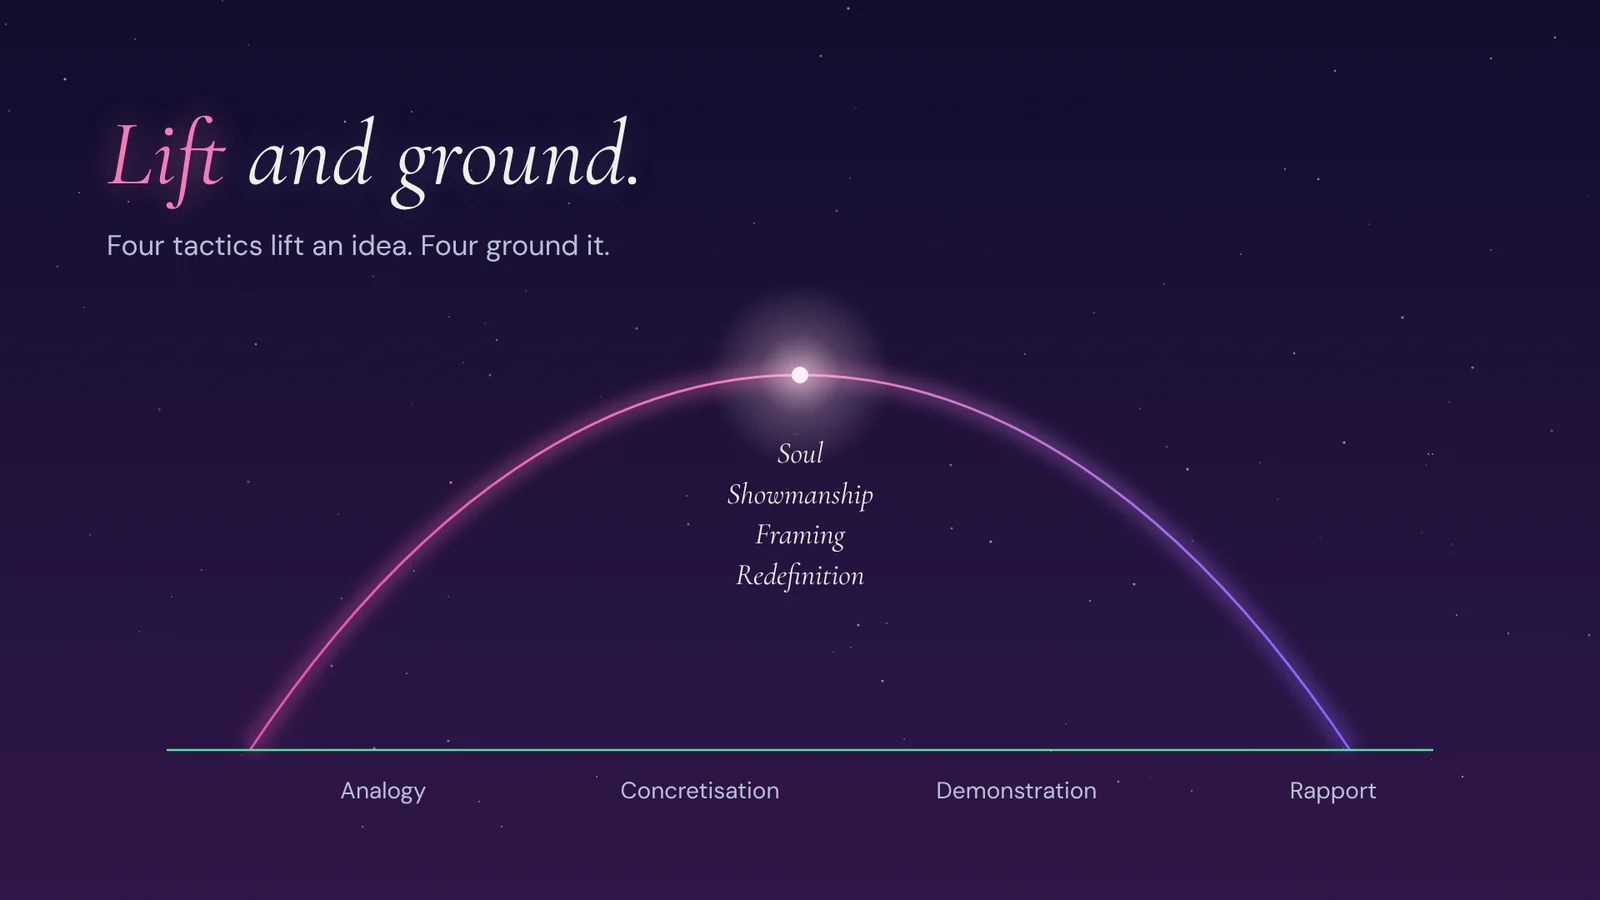 Lift and ground.
Four tactics lift an idea. Four ground it.
Soul
Showmanship
Framing
Redefinition
Analogy Concretisation Demonstration Rapport